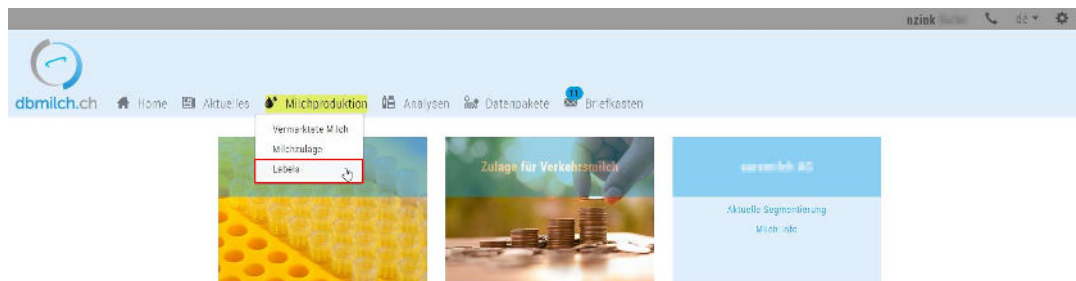 nzink de
dbmilch.ch Home Aktuelles Milchproduktion Analysen Datenpakete 11 Briefkasten
Vermarktete Milch
Milchzulage
Labels
Zulage für Verkehrsmilch
Aktuelle Segmentierung
Milch Info